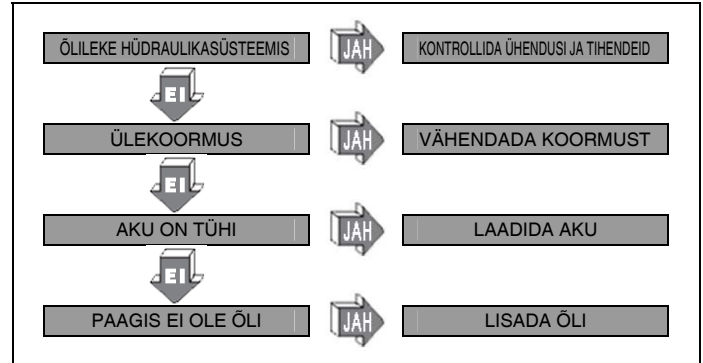 ÕLILEKE HÜDRAULIKASÜSTEEMIS JAH KONTROLLIDA ÜHENDUSI JA TIHENDEID
EI
ÜLEKOORMUS JAH VÄHENDADA KOORMUST
EI
AKU ON TÜHI JAH LAADIDA AKU
EI
PAAGIS EI OLE ÕLI JAH LISADA ÕLI